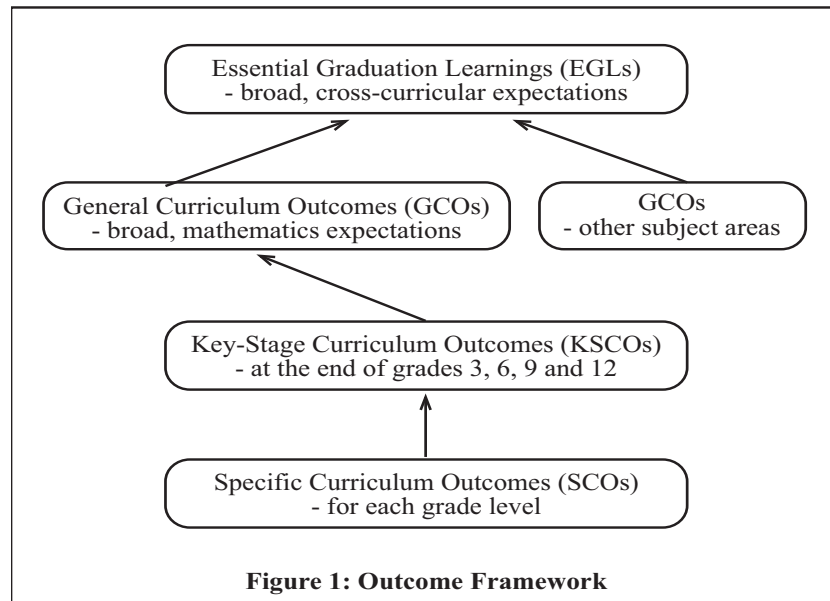 Essential Graduation Learnings (EGLs)
- broad, cross-curricular expectations
General Curriculum Outcomes (GCOs)
- broad, mathematics expectations
GCOs
- other subject areas
Key-Stage Curriculum Outcomes (KSCOs)
- at the end of grades 3, 6, 9 and 12
Specific Curriculum Outcomes (SCOs)
- for each grade level
Figure 1: Outcome Framework